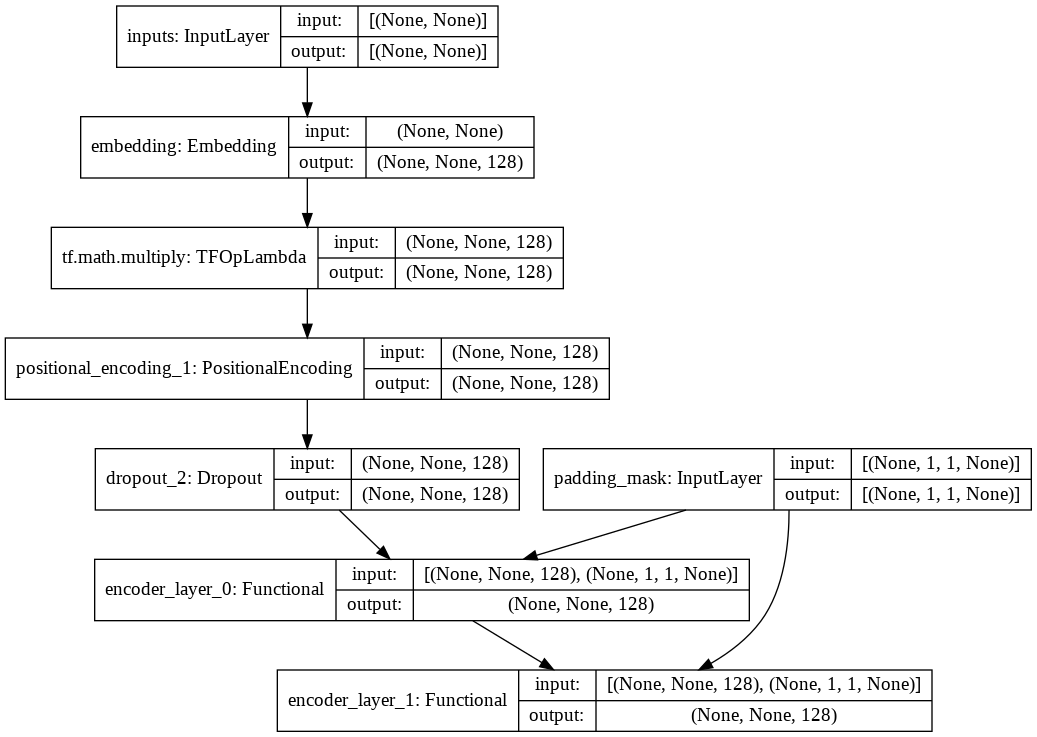 inputs: InputLayer
input:
[(None, None)]
output:
[(None, None)]
embedding: Embedding
input:
(None, None)
output:
(None, None, 128)
tf.math.multiply: TFOpLambda
input:
(None, None, 128)
output:
(None, None, 128)
positional_encoding_1: PositionalEncoding
input:
(None, None, 128)
output:
(None, None, 128)
dropout_2: Dropout
input:
(None, None, 128)
output:
(None, None, 128)
padding_mask: InputLayer
input:
[(None, 1, 1, None)]
output:
[(None, 1, 1, None)]
encoder_layer_0: Functional
input:
[(None, None, 128), (None, 1, 1, None)]
output:
(None, None, 128)
encoder_layer_1: Functional
input:
[(None, None, 128), (None, 1, 1, None)]
output:
(None, None, 128)